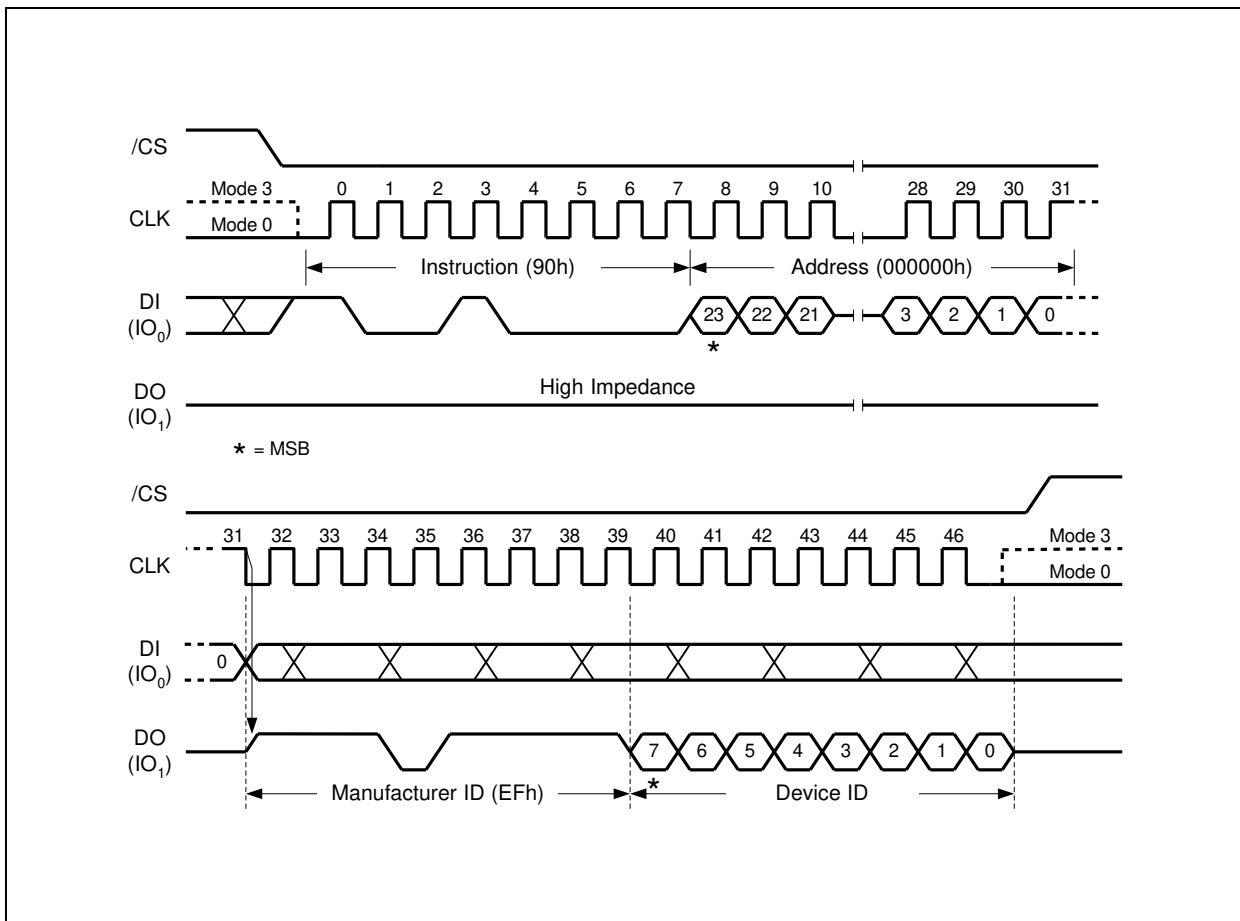 /CS
Mode 3 0 1 2 3 4 5 6 7 8 9 10 28 29 30 31
CLK
Mode 0
Instruction (90h) Address (000000h)
DI
(IO0)
23 22 21 3 2 1 0
*
High Impedance
DO
(IO1)
* = MSB
/CS
31 32 33 34 35 36 37 38 39 40 41 42 43 44 45 46 Mode 3
CLK
Mode 0
DI
(IO0)
0
DO
(IO1)
7 6 5 4 3 2 1 0
*
Manufacturer ID (EFh) Device ID